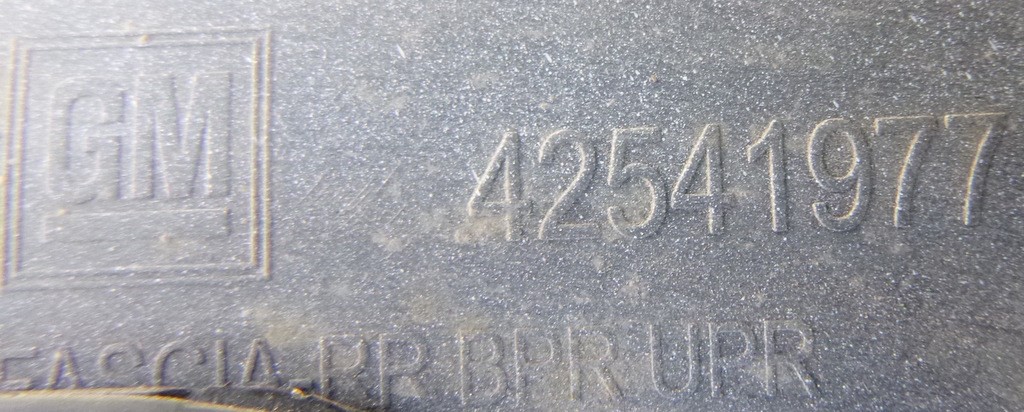 GM
42541977
FASCIA-RR BPR UPR